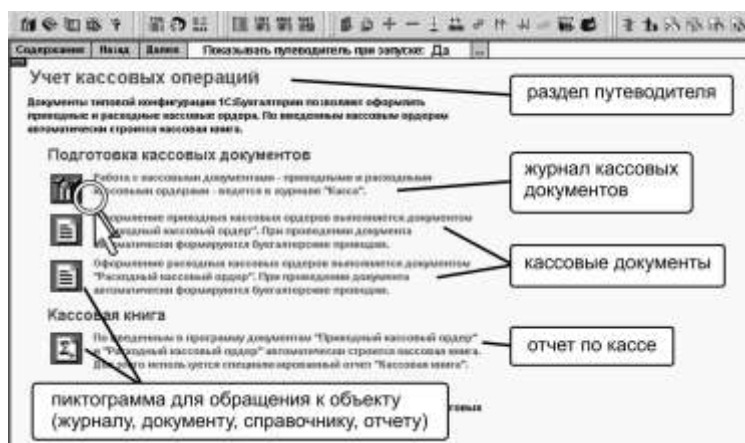 Содержание Назад Далее Показывать путеводитель при запуске: Да ...
Учет кассовых операций
раздел путеводителя
Документы типовой конфигурации 1С:Бухгалтерии позволяют оформлять
приходные и расходные кассовые ордера. По введенным кассовым ордерам
автоматически строится кассовая книга.
Подготовка кассовых документов
журнал кассовых
документов
Работа с кассовыми документами - приходными и расходными
кассовыми ордерами - ведется в журнале "Касса".
Оформление приходных кассовых ордеров выполняется документом
"Приходный кассовый ордер". При проведении документа
автоматически формируются бухгалтерские проводки.
кассовые документы
Оформление расходных кассовых ордеров выполняется документом
"Расходный кассовый ордер". При проведении документа
автоматически формируются бухгалтерские проводки.
Кассовая книга
По введенным в программу документам "Приходный кассовый ордер"
и "Расходный кассовый ордер" автоматически строится кассовая книга.
Для этого используется специализированный отчет "Кассовая книга".
отчет по кассе
пиктограмма для обращения к объекту
(журналу, документу, справочнику, отчету)